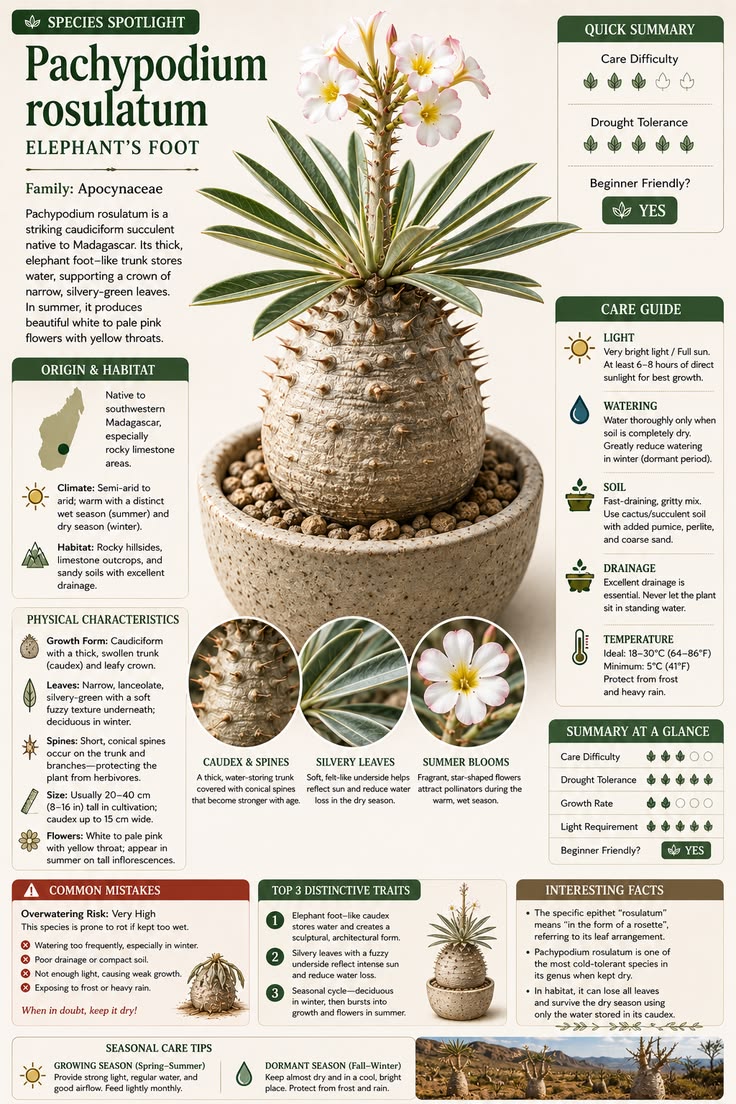 SPECIES SPOTLIGHT
Pachypodium
rosulatum
ELEPHANT'S FOOT
Family: Apocynaceae
Pachypodium rosulatum is a
striking caudiciform succulent
native to Madagascar. Its thick,
elephant foot–like trunk stores
water, supporting a crown of
narrow, silvery-green leaves.
In summer, it produces
beautiful white to pale pink
flowers with yellow throats.
QUICK SUMMARY
Care Difficulty
Drought Tolerance
Beginner Friendly?
YES
ORIGIN & HABITAT
Native to
southwestern
Madagascar,
especially
rocky limestone
areas.
Climate: Semi-arid to
arid; warm with a distinct
wet season (summer) and
dry season (winter).
Habitat: Rocky hillsides,
limestone outcrops, and
sandy soils with excellent
drainage.
CARE GUIDE
LIGHT
Very bright light / Full sun.
At least 6–8 hours of direct
sunlight for best growth.
WATERING
Water thoroughly only when
soil is completely dry.
Greatly reduce watering
in winter (dormant period).
SOIL
Fast-draining, gritty mix.
Use cactus/succulent soil
with added pumice, perlite,
and coarse sand.
DRAINAGE
Excellent drainage is
essential. Never let the plant
sit in standing water.
TEMPERATURE
Ideal: 18–30°C (64–86°F)
Minimum: 5°C (41°F)
Protect from frost
and heavy rain.
PHYSICAL CHARACTERISTICS
Growth Form: Caudiciform
with a thick, swollen trunk
(caudex) and leafy crown.
Leaves: Narrow, lanceolate,
silvery-green with a soft
fuzzy texture underneath;
deciduous in winter.
Spines: Short, conical spines
occur on the trunk and
branches—protecting the
plant from herbivores.
Size: Usually 20–40 cm
(8–16 in) tall in cultivation;
caudex up to 15 cm wide.
Flowers: White to pale pink
with yellow throat; appear in
summer on tall inflorescences.
CAUDEX & SPINES
A thick, water-storing trunk
covered with conical spines
that become stronger with age.
SILVERY LEAVES
Soft, felt-like underside helps
reflect sun and reduce water
loss in the dry season.
SUMMER BLOOMS
Fragrant, star-shaped flowers
attract pollinators during the
warm, wet season.
SUMMARY AT A GLANCE
Care Difficulty
Drought Tolerance
Growth Rate
Light Requirement
Beginner Friendly? YES
COMMON MISTAKES
Overwatering Risk: Very High
This species is prone to rot if kept too wet.
Watering too frequently, especially in winter.
Poor drainage or compact soil.
Not enough light, causing weak growth.
Exposing to frost or heavy rain.
When in doubt, keep it dry!
TOP 3 DISTINCTIVE TRAITS
1 Elephant foot–like caudex
stores water and creates a
sculptural, architectural form.
2 Silvery leaves with a fuzzy
underside reflect intense sun
and reduce water loss.
3 Seasonal cycle—deciduous
in winter, then bursts into
growth and flowers in summer.
INTERESTING FACTS
• The specific epithet "rosulatum"
means "in the form of a rosette",
referring to its leaf arrangement.
• Pachypodium rosulatum is one of
the most cold-tolerant species in
its genus when kept dry.
• In habitat, it can lose all leaves
and survive the dry season using
only the water stored in its caudex.
SEASONAL CARE TIPS
GROWING SEASON (Spring–Summer)
Provide strong light, regular water, and
good airflow. Feed lightly monthly.
DORMANT SEASON (Fall–Winter)
Keep almost dry and in a cool, bright
place. Protect from frost and rain.